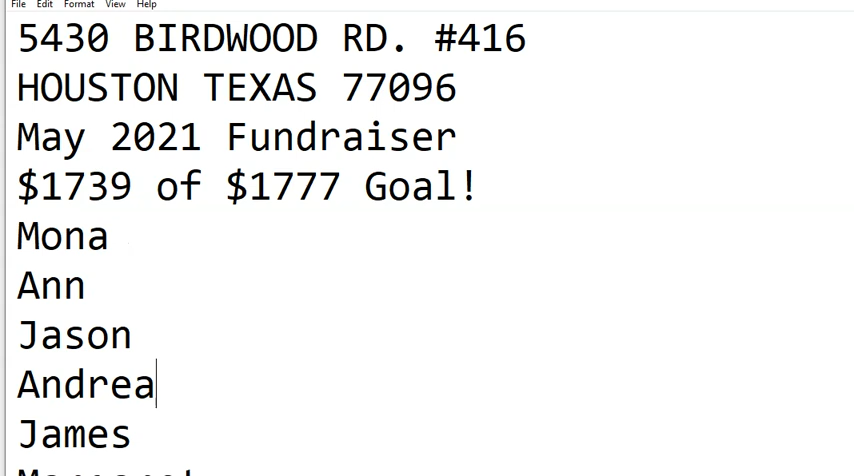 File Edit Format View Help
5430 BIRDWOOD RD. #416
HOUSTON TEXAS 77096
May 2021 Fundraiser
$1739 of $1777 Goal!
Mona
Ann
Jason
Andrea
James